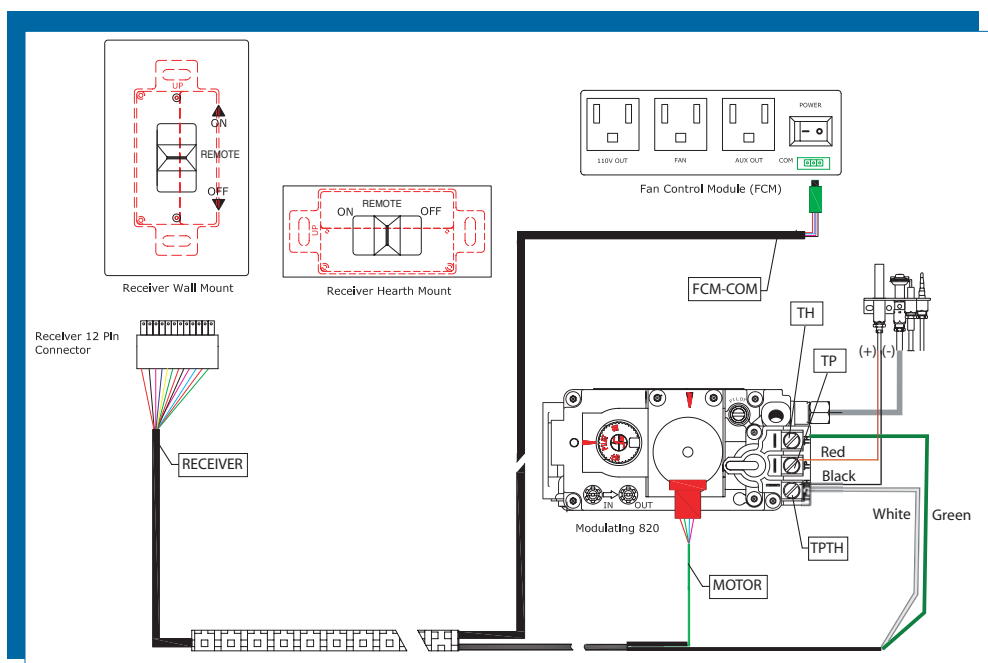 UP
ON
REMOTE
OFF
Receiver Wall Mount
REMOTE
ON
OFF
UP
Receiver Hearth Mount
POWER
110V OUT
FAN
AUX OUT
COM
Fan Control Module (FCM)
FCM-COM
Receiver 12 Pin
Connector
RECEIVER
TH
TP
(+)
(-)
PILOT
IN
OUT
Modulating 820
Red
Black
White
Green
TPTH
MOTOR